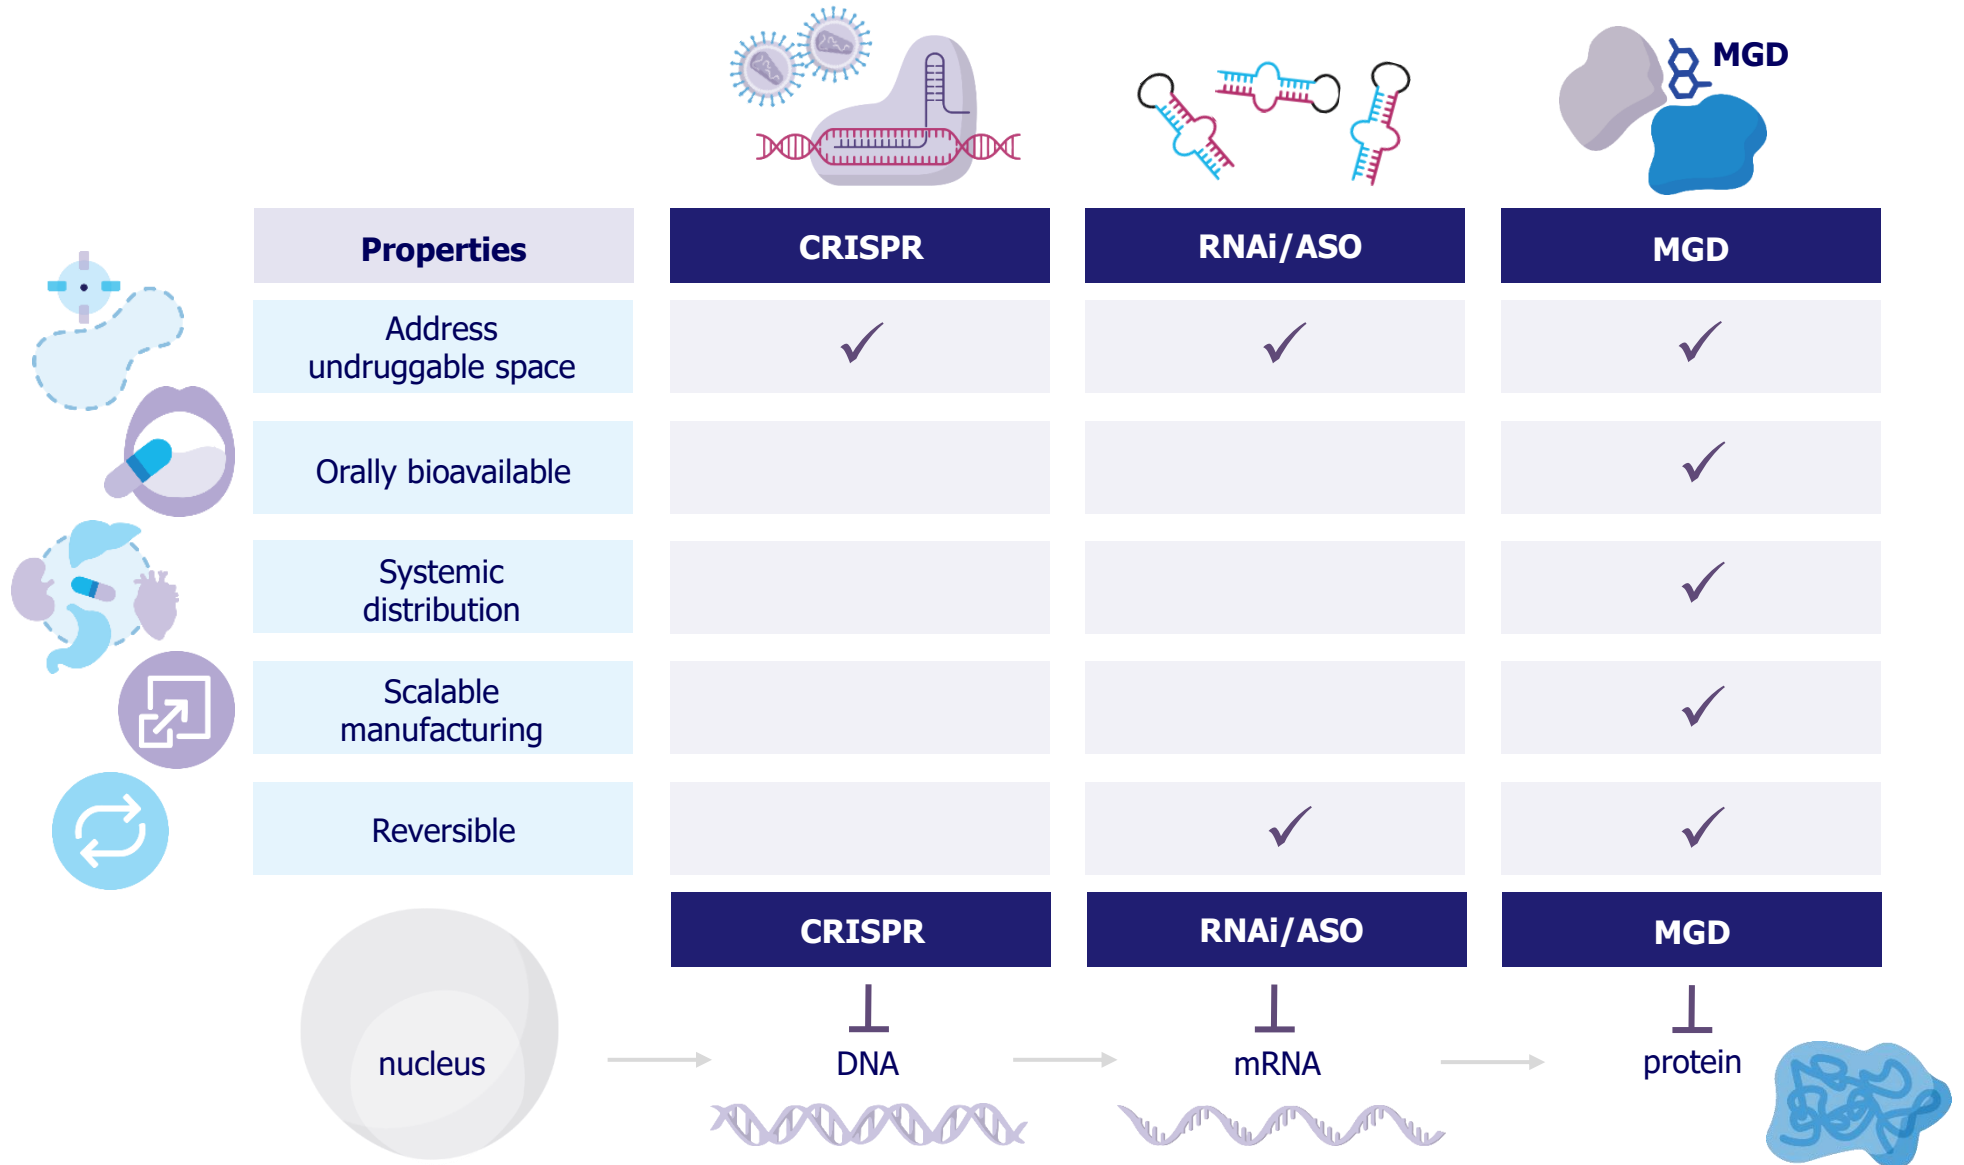 MGD
Properties
CRISPR
RNAi/ASO
MGD
Address
undruggable space
Orally bioavailable
Systemic
distribution
Scalable
manufacturing
Reversible
CRISPR
RNAi/ASO
MGD
nucleus
DNA
mRNA
protein